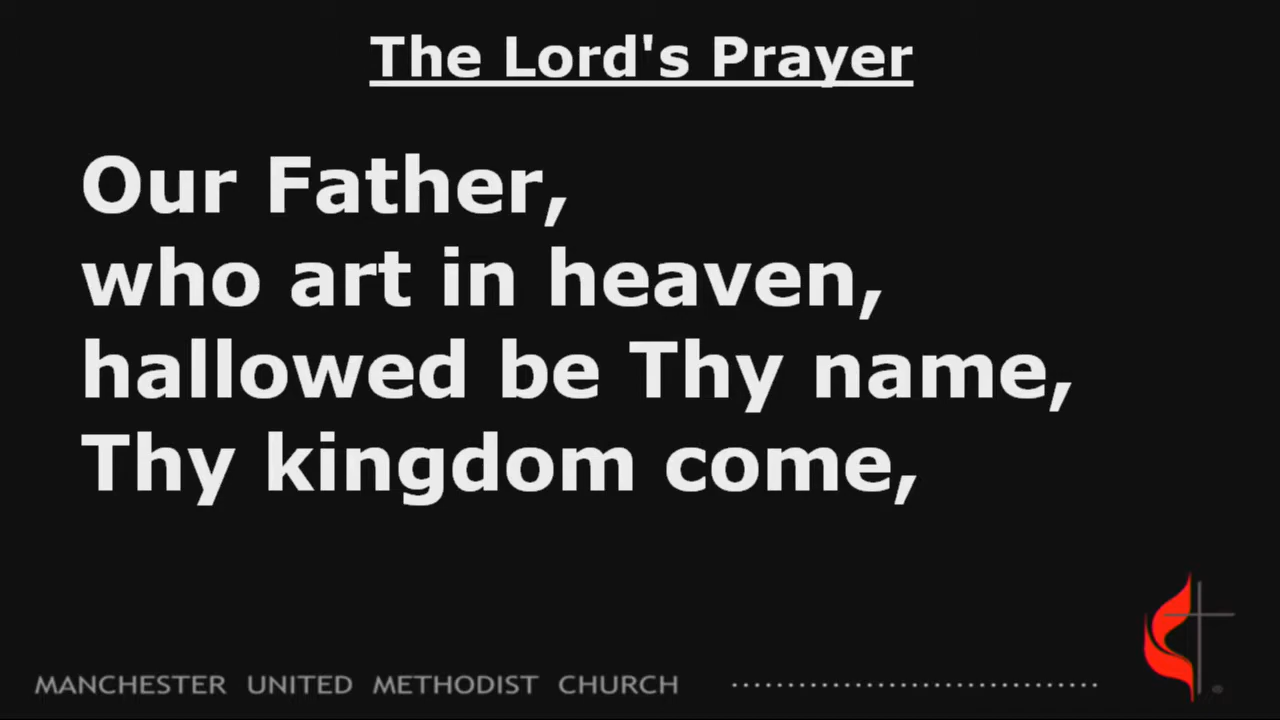 The Lord's Prayer
Our Father,
who art in heaven,
hallowed be Thy name,
Thy kingdom come,
MANCHESTER UNITED METHODIST CHURCH